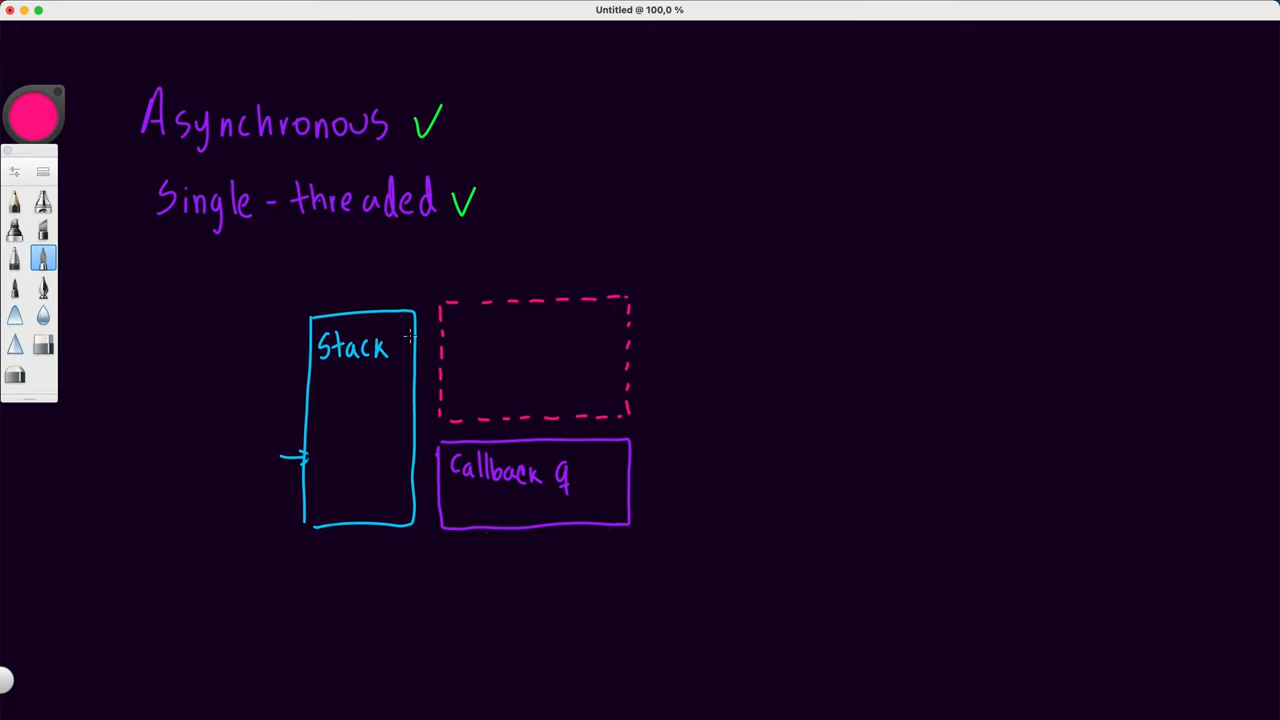 Untitled @ 100,0 %
Asynchronous ✓
Single-threaded ✓
Stack
Callback q